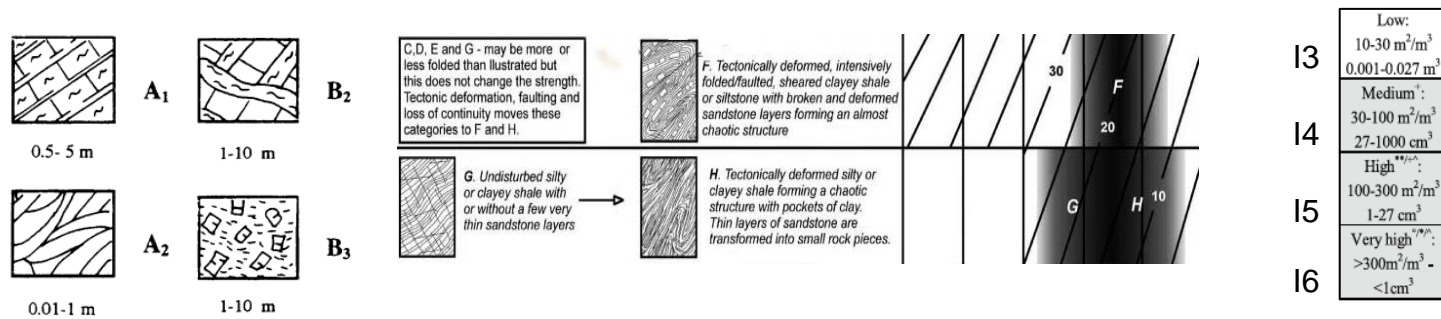 A1
0.5- 5 m
B2
1-10 m
A2
0.01-1 m
B3
1-10 m
C,D, E and G - may be more or
less folded than llustrated but
this does not change the strength.
Tectonic deformation, faulting and
loss of continuity moves these
categories to F and H.
F. Tectonically deformed, intensively
folded/faulted, sheared clayey shale
or siltstone with broken and deformed
sandstone layers forming an almost
chaotic structure
30
F
20
G. Undisturbed silty
or clayey shale with
or without a few very
thin sandstone layers
H. Tectonically deformed silty or
clayey shale forming a chaotic
structure with pockets of clay.
Thin layers of sandstone are
transformed into small rock pieces.
G
H
10
I3
Low:
10-30 m²/m³
0.001-0.027 m³
I4
Medium⁺:
30-100 m²/m³
27-1000 cm³
I5
High**/+^:
100-300 m²/m³
1-27 cm³
I6
Very high°/*/^:
>300m²/m³ -
<1cm³